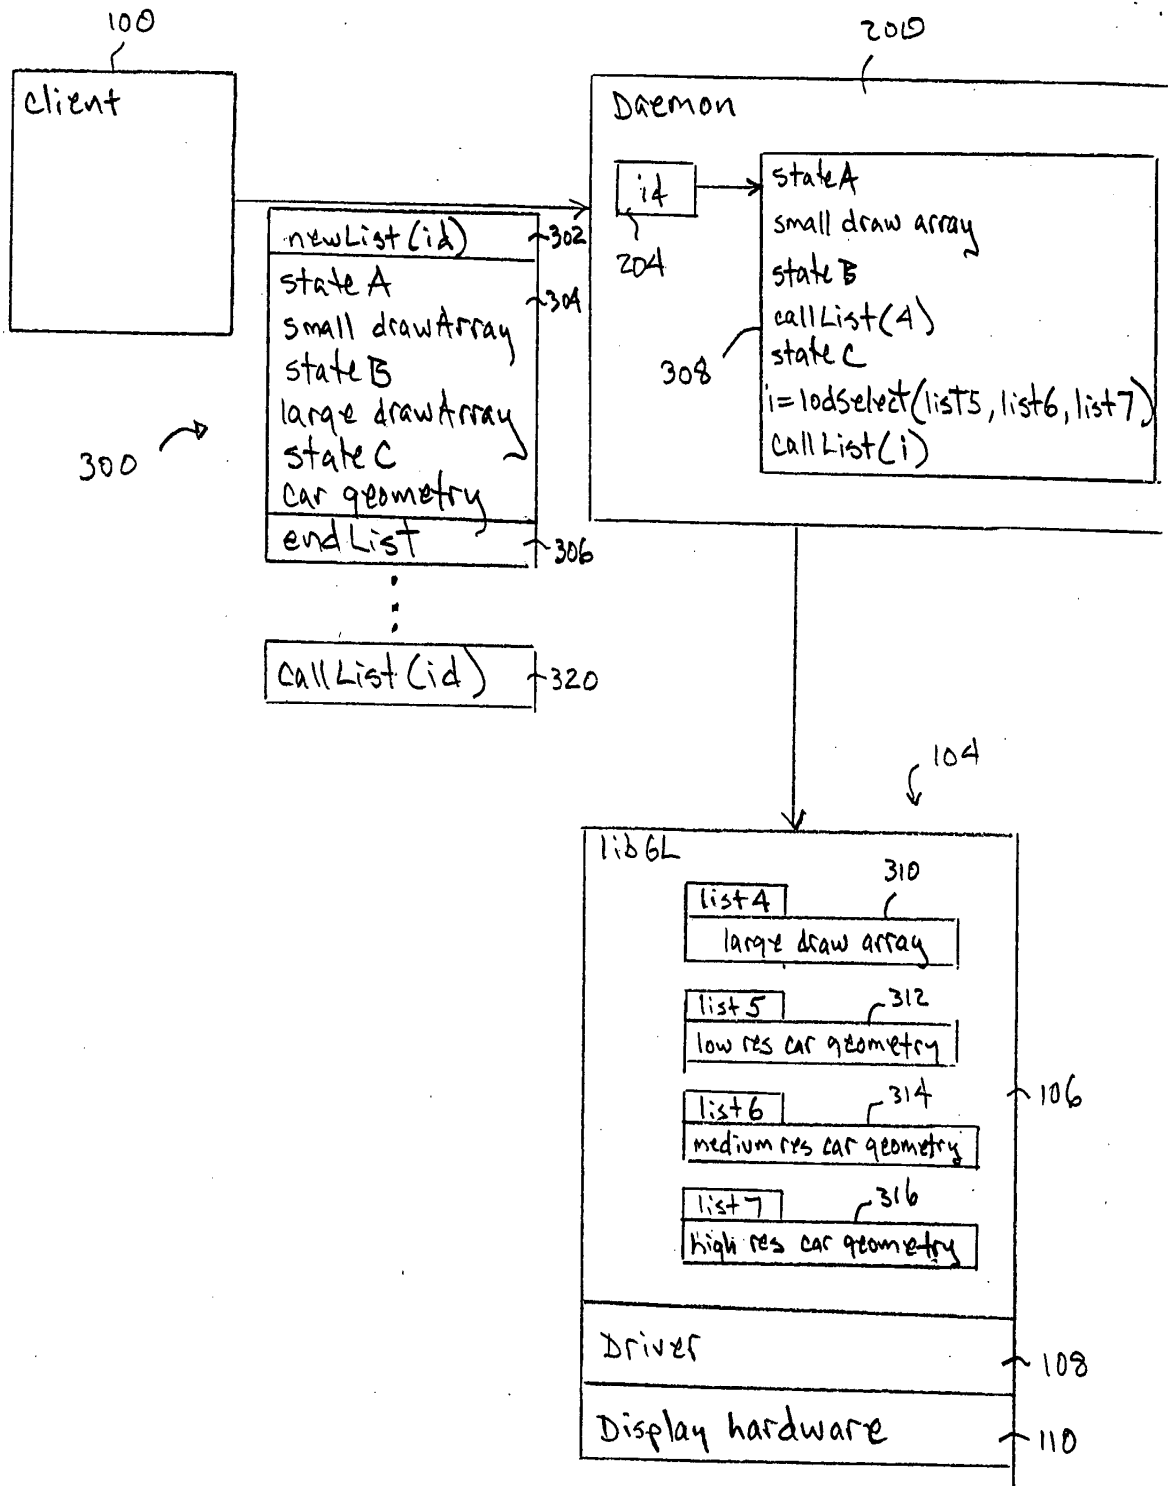 100
client
200
Daemon
id
204
state A
small draw array
state B
callList(4)
state C
i=lodSelect(list5, list6, list7)
callList(i)
308
newList(id)
302
state A
304
small drawArray
state B
large drawArray
state C
car geometry
endList
306
300
callList(id)
320
104
libGL
310
list4
large draw array
312
list5
low res car geometry
106
314
list6
medium res car geometry
316
list7
high res car geometry
Driver
108
Display hardware
110